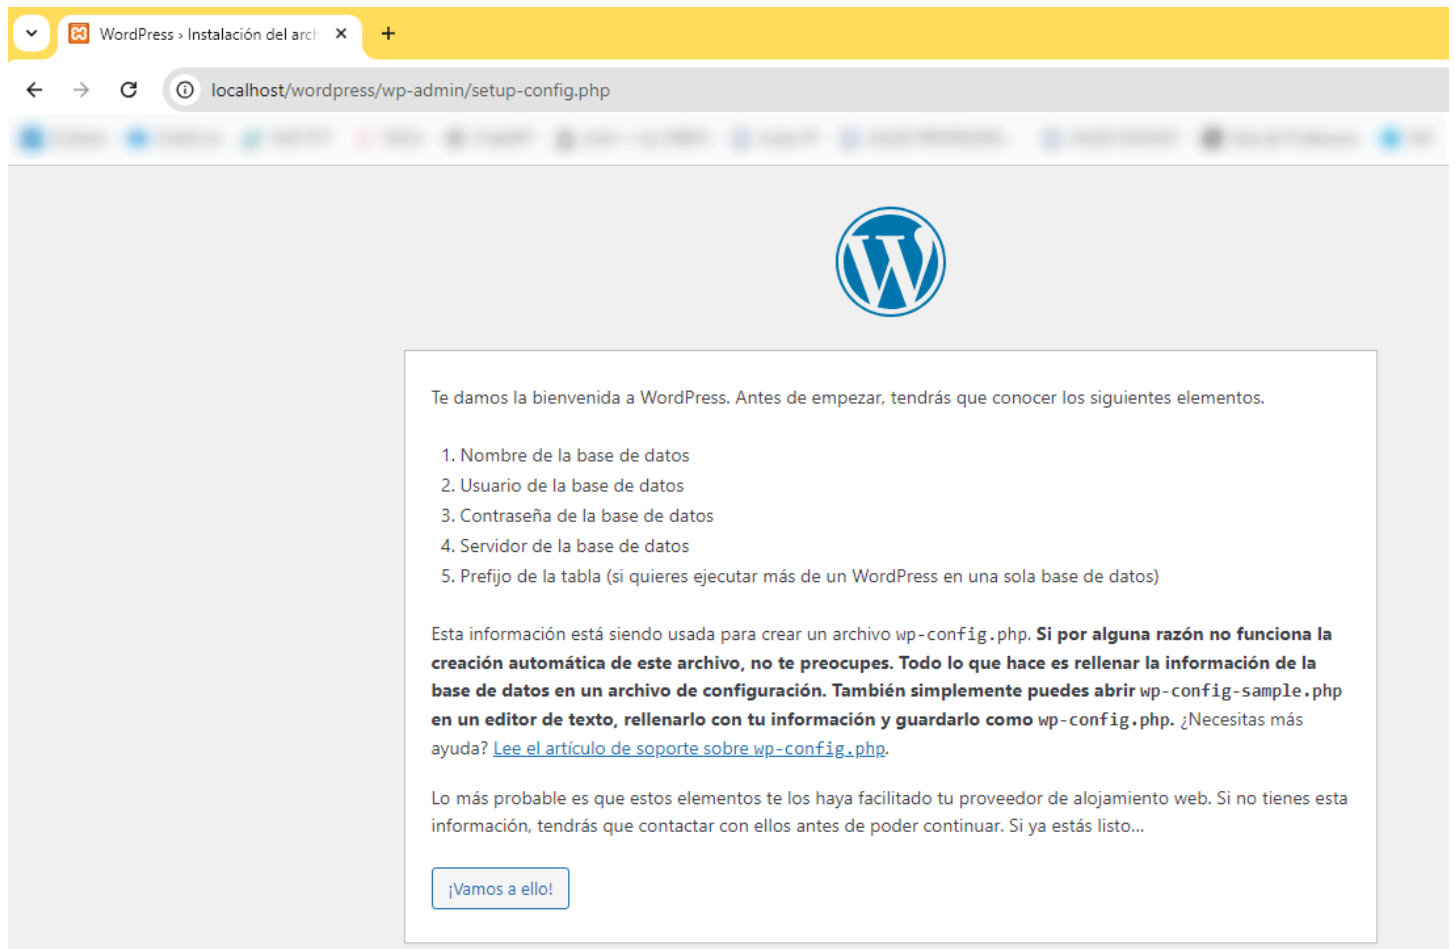 WordPress › Instalación del arch
localhost/wordpress/wp-admin/setup-config.php
Te damos la bienvenida a WordPress. Antes de empezar, tendrás que conocer los siguientes elementos.
1. Nombre de la base de datos
2. Usuario de la base de datos
3. Contraseña de la base de datos
4. Servidor de la base de datos
5. Prefijo de la tabla (si quieres ejecutar más de un WordPress en una sola base de datos)
Esta información está siendo usada para crear un archivo wp-config.php. Si por alguna razón no funciona la
creación automática de este archivo, no te preocupes. Todo lo que hace es rellenar la información de la
base de datos en un archivo de configuración. También simplemente puedes abrir wp-config-sample.php
en un editor de texto, rellenarlo con tu información y guardarlo como wp-config.php. ¿Necesitas más
ayuda? Lee el artículo de soporte sobre wp-config.php.
Lo más probable es que estos elementos te los haya facilitado tu proveedor de alojamiento web. Si no tienes esta
información, tendrás que contactar con ellos antes de poder continuar. Si ya estás listo...
¡Vamos a ello!